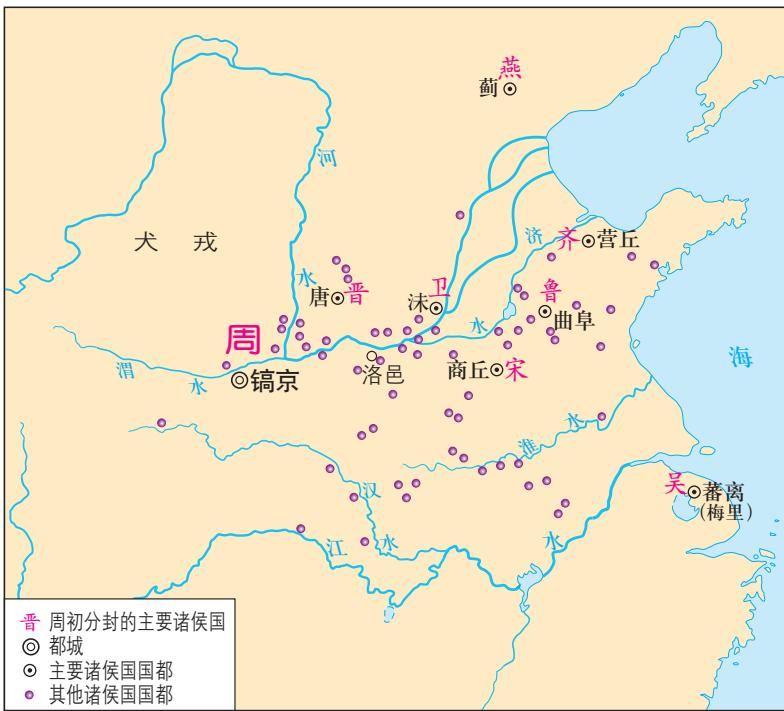 燕
蓟
河
水
犬戎
济
水
齐
营丘
唐
晋
沬
卫
鲁
曲阜
周
渭
水
镐京
洛邑
商丘
宋
海
淮
水
汉
水
江
水
吴
蕃离
(梅里)
晋 周初分封的主要诸侯国
都城
主要诸侯国国都
其他诸侯国国都